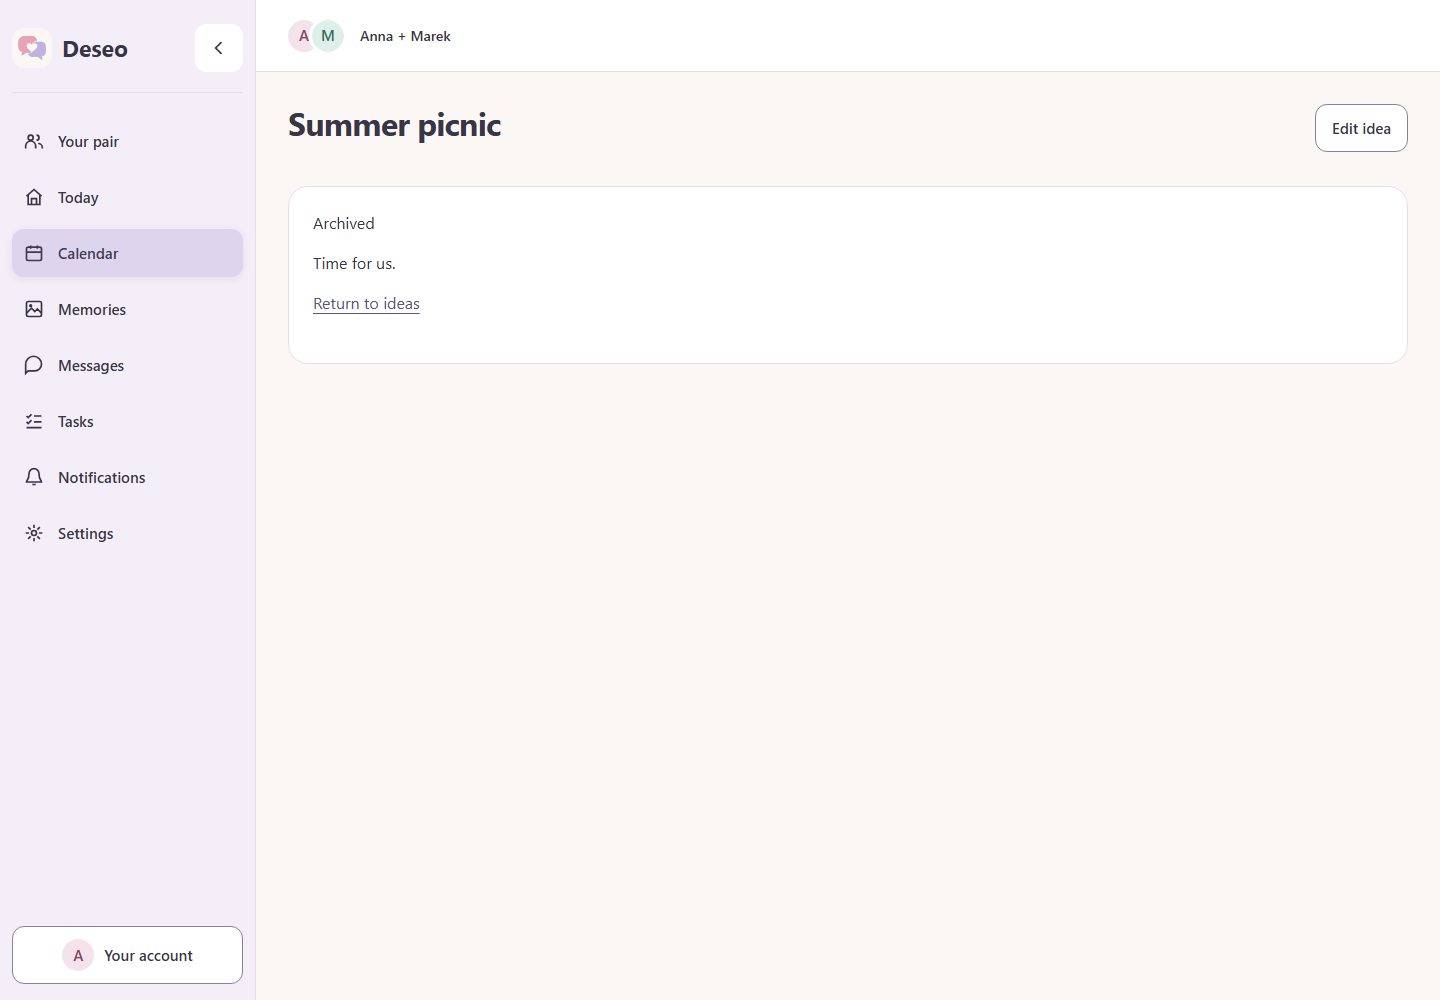 Deseo
Your pair
Today
Calendar
Memories
Messages
Tasks
Notifications
Settings
A Your account
A M Anna + Marek
Summer picnic
Edit idea
Archived
Time for us.
Return to ideas